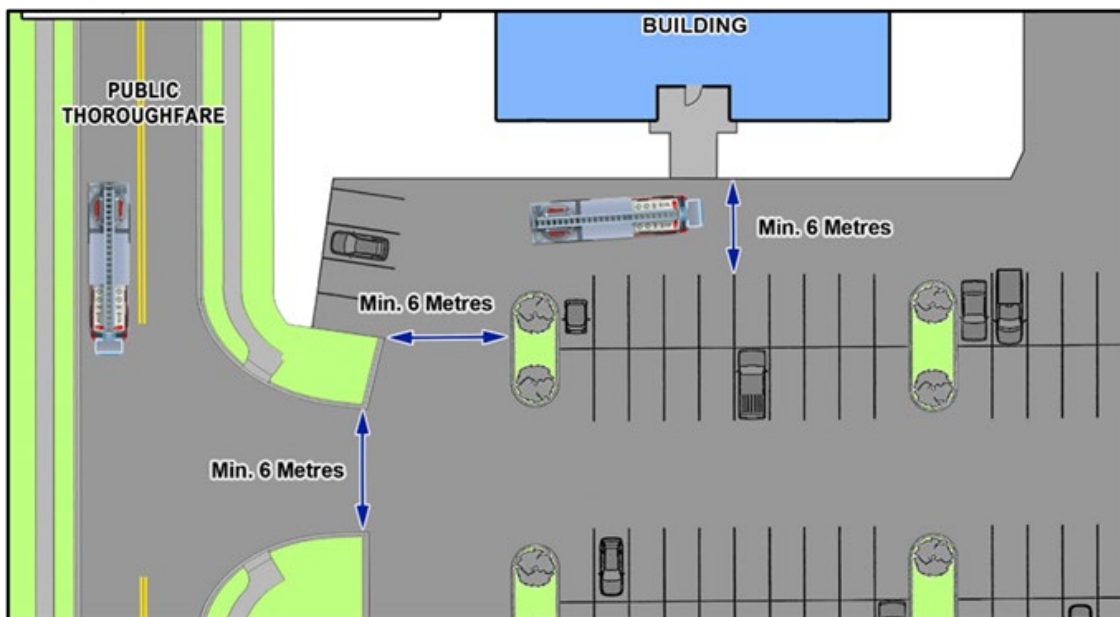 BUILDING
PUBLIC
THOROUGHFARE
Min. 6 Metres
Min. 6 Metres
Min. 6 Metres